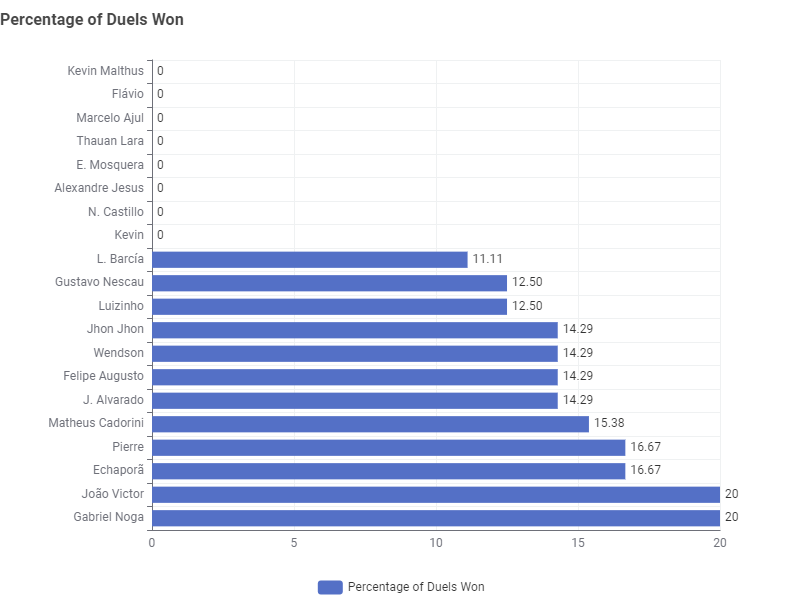 Percentage of Duels Won
Kevin Malthus 0
Flávio 0
Marcelo Ajul 0
Thauan Lara 0
E. Mosquera 0
Alexandre Jesus 0
N. Castillo 0
Kevin 0
L. Barcía 11.11
Gustavo Nescau 12.50
Luizinho 12.50
Jhon Jhon 14.29
Wendson 14.29
Felipe Augusto 14.29
J. Alvarado 14.29
Matheus Cadorini 15.38
Pierre 16.67
Echaporã 16.67
João Victor 20
Gabriel Noga 20
0 5 10 15 20
Percentage of Duels Won